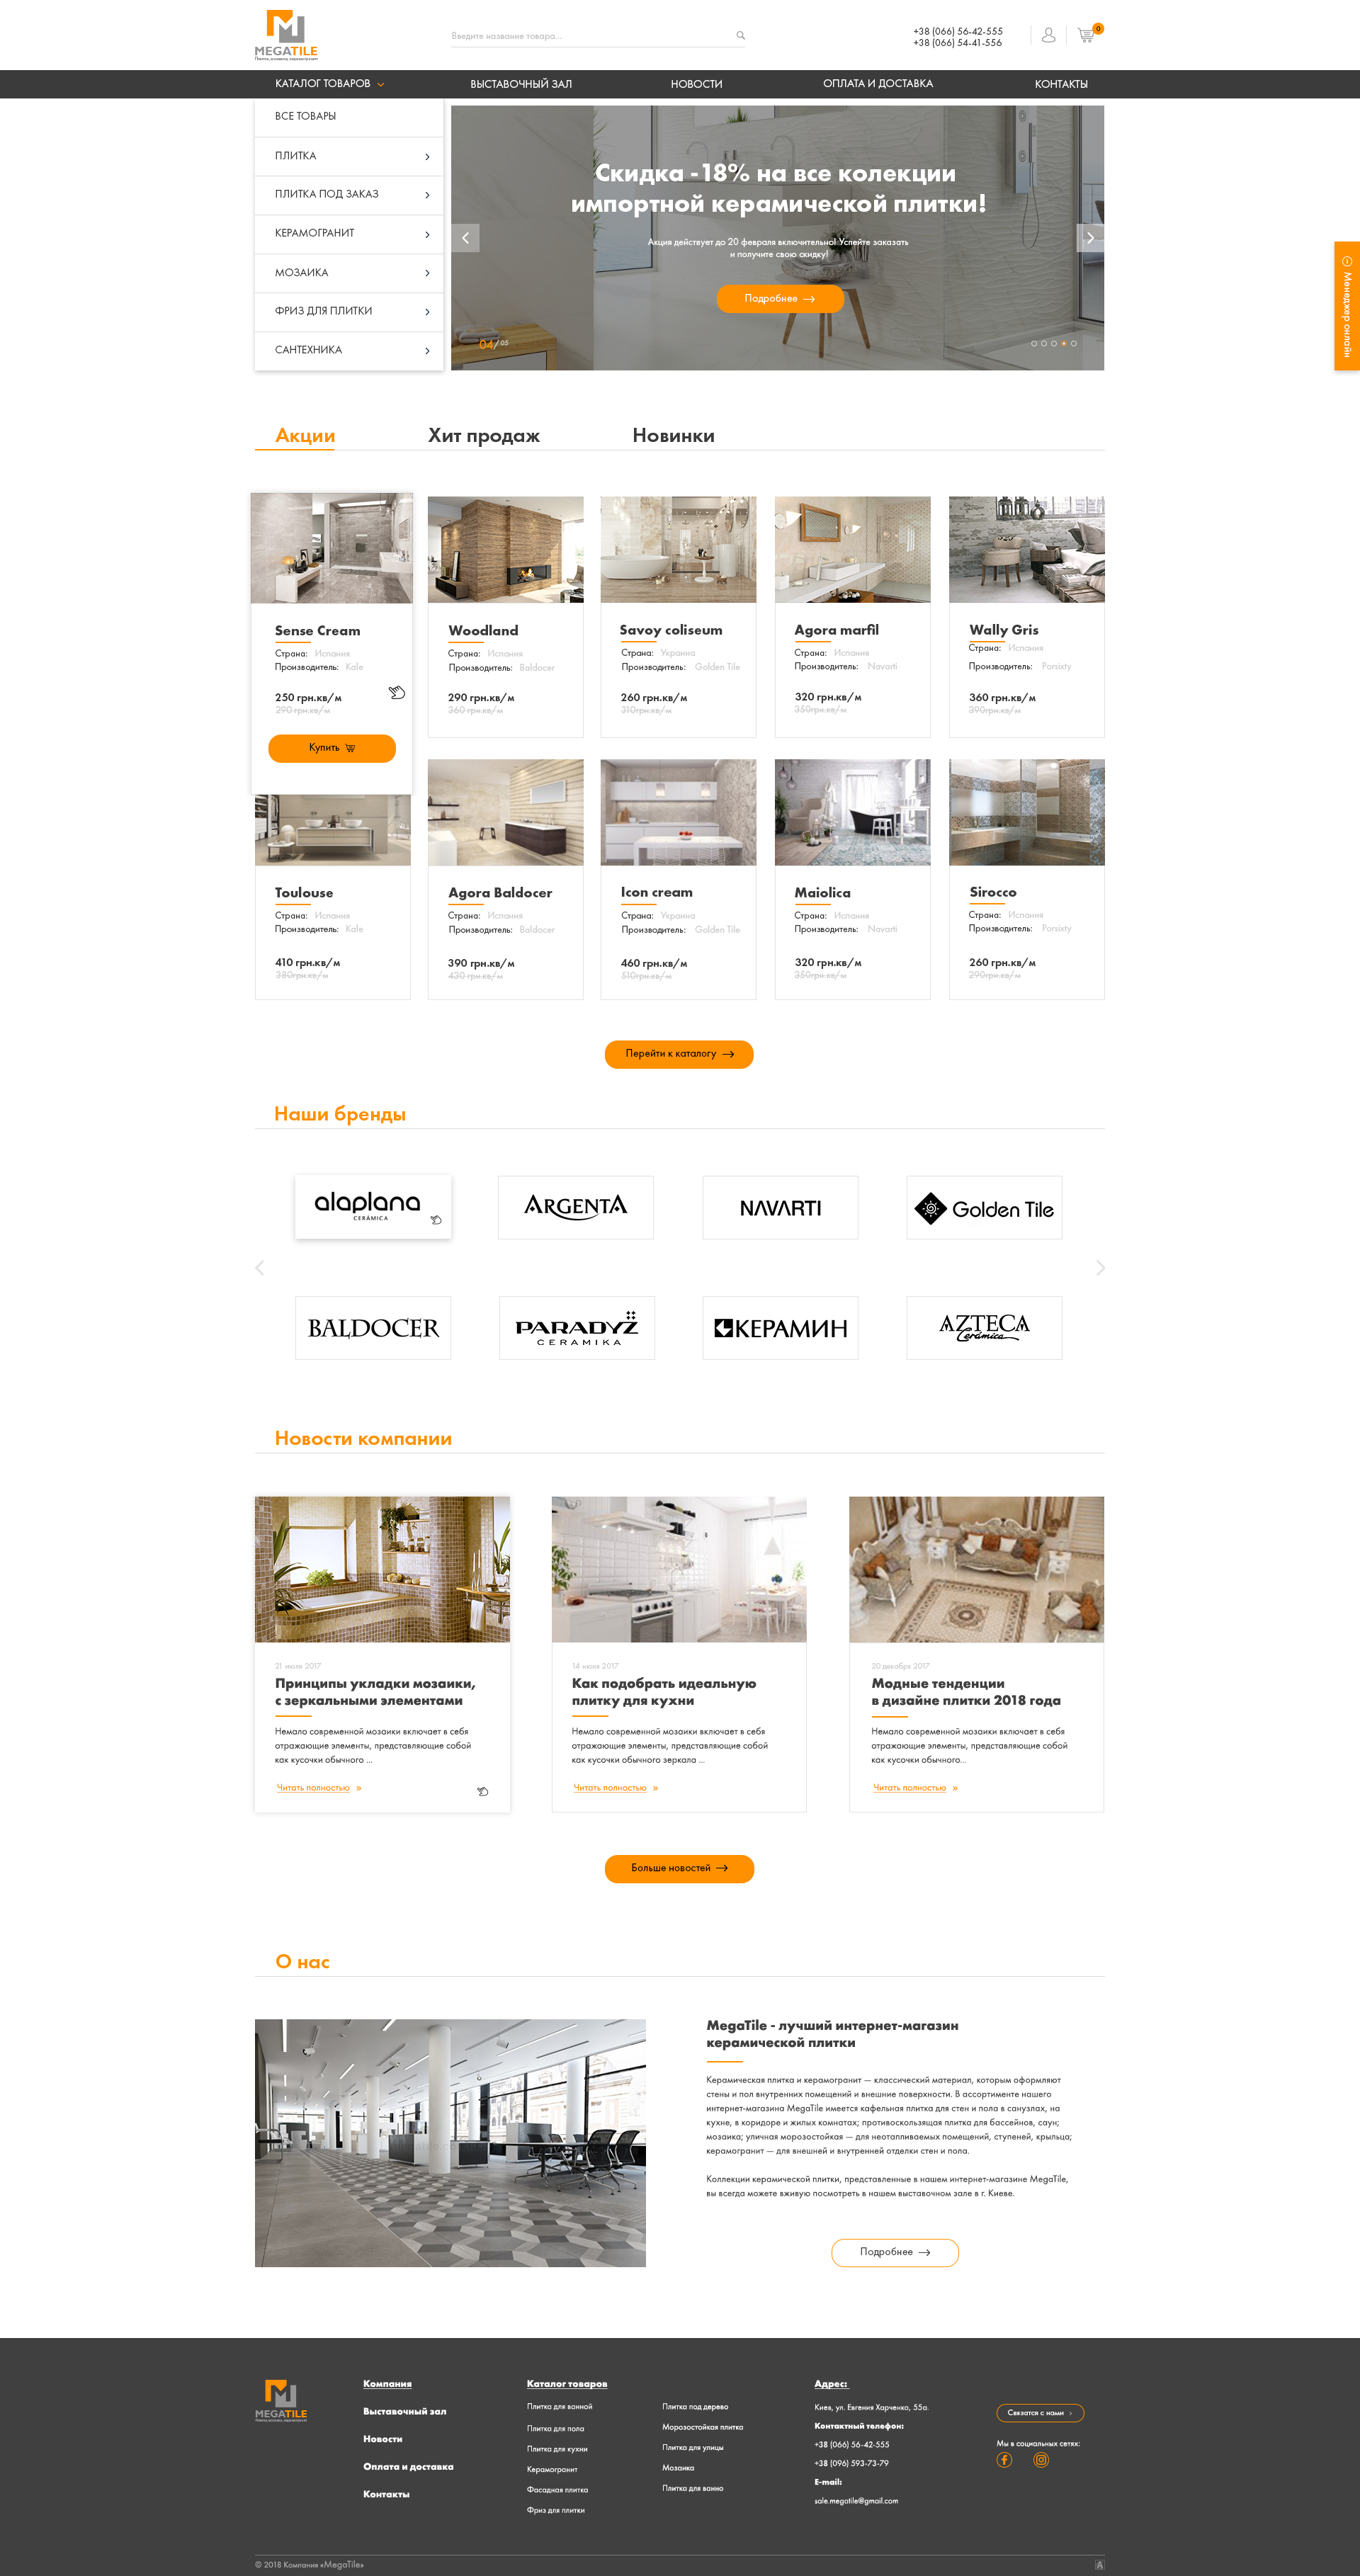 MEGATILE
Введите название товара...
+38 (066) 56-42-555
+38 (066) 54-41-556
0
КАТАЛОГ ТОВАРОВ
ВЫСТАВОЧНЫЙ ЗАЛ
НОВОСТИ
ОПЛАТА И ДОСТАВКА
КОНТАКТЫ
ВСЕ ТОВАРЫ
ПЛИТКА
ПЛИТКА ПОД ЗАКАЗ
КЕРАМОГРАНИТ
МОЗАИКА
ФРИЗ ДЛЯ ПЛИТКИ
САНТЕХНИКА
Скидка -18% на все колекции
импортной керамической плитки!
Акция действует до 20 февраля включительно! Успейте заказать
и получите свою скидку!
Подробнее
04/05
Менеджер онлайн
Акции
Хит продаж
Новинки
Sense Cream
Страна: Испания
Производитель: Kale
250 грн.кв/м
290 грн.кв/м
Купить
Woodland
Страна: Испания
Производитель: Baldocer
290 грн.кв/м
360 грн.кв/м
Savoy coliseum
Страна: Украина
Производитель: Golden Tile
260 грн.кв/м
310грн.кв/м
Agora marfil
Страна: Испания
Производитель: Navarti
320 грн.кв/м
350грн.кв/м
Wally Gris
Страна: Испания
Производитель: Porsixty
360 грн.кв/м
390грн.кв/м
Toulouse
Страна: Испания
Производитель: Kale
410 грн.кв/м
380грн.кв/м
Agora Baldocer
Страна: Испания
Производитель: Baldocer
390 грн.кв/м
430 грн.кв/м
Icon cream
Страна: Украина
Производитель: Golden Tile
460 грн.кв/м
510грн.кв/м
Maiolica
Страна: Испания
Производитель: Navarti
320 грн.кв/м
350грн.кв/м
Sirocco
Страна: Испания
Производитель: Porsixty
260 грн.кв/м
290грн.кв/м
Перейти к каталогу
Наши бренды
alaplana
CERÁMICA
ARGENTA
NAVARTI
Golden Tile
BALDOCER
PARADYŻ
CERAMIKA
КЕРАМИН
AZTECA
Cerámica
Новости компании
21 июля 2017
Принципы укладки мозаики,
с зеркальными элементами
Немало современной мозаики включает в себя
отражающие элементы, представляющие собой
как кусочки обычного ...
Читать полностью »
14 июня 2017
Как подобрать идеальную
плитку для кухни
Немало современной мозаики включает в себя
отражающие элементы, представляющие собой
как кусочки обычного зеркала ...
Читать полностью »
20 декабря 2017
Модные тенденции
в дизайне плитки 2018 года
Немало современной мозаики включает в себя
отражающие элементы, представляющие собой
как кусочки обычного...
Читать полностью »
Больше новостей
О нас
MegaTile - лучший интернет-магазин
керамической плитки
Керамическая плитка и керамогранит — классический материал, которым оформляют
стены и пол внутренних помещений и внешние поверхности. В ассортименте нашего
интернет-магазина MegaTile имеется кафельная плитка для стен и пола в санузлах, на
кухне, в коридоре и жилых комнатах; противоскользящая плитка для бассейнов, саун;
мозаика; уличная морозостойкая — для неотапливаемых помещений, ступеней, крыльца;
керамогранит — для внешней и внутренней отделки стен и пола.
Коллекции керамической плитки, представленные в нашем интернет-магазине MegaTile,
вы всегда можете вживую посмотреть в нашем выставочном зале в г. Киеве.
Подробнее
MEGATILE
Компания
Выставочный зал
Новости
Оплата и доставка
Контакты
Каталог товаров
Плитка для ванной
Плитка для пола
Плитка для кухни
Керамогранит
Фасадная плитка
Фриз для плитки
Плитка под дерево
Морозостойкая плитка
Плитка для улицы
Мозаика
Плитка для ванно
Адрес:
Киев, ул. Евгения Харченко, 55а.
Контактный телефон:
+38 (066) 56-42-555
+38 (096) 593-73-79
E-mail:
sale.megatile@gmail.com
Связатся с нами
Мы в социальных сетях:
© 2018 Компания «MegaTile»